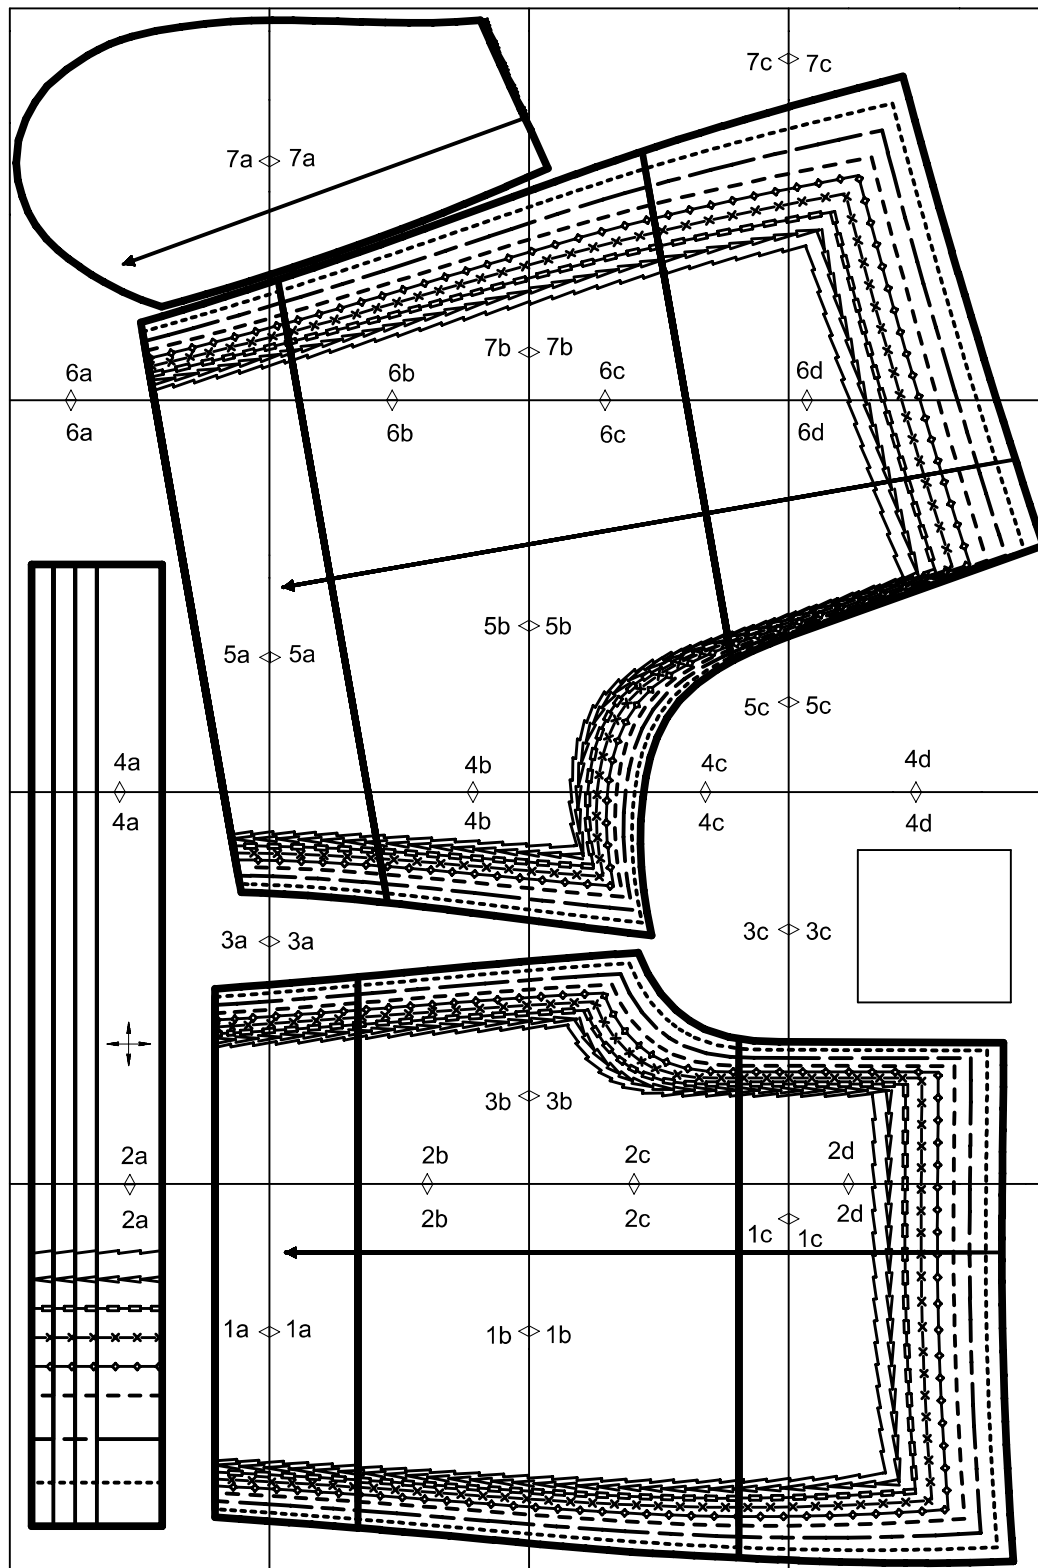 7c 7c
7a 7a
7b 7b
6a 6b 6c 6d
6a 6b 6c 6d
5b 5b
5a 5a
5c 5c
4a 4b 4c 4d
4a 4b 4c 4d
3c 3c
3a 3a
3b 3b
2a 2b 2c 2d
2a 2b 2c 2d
1c 1c
1a 1a
1b 1b